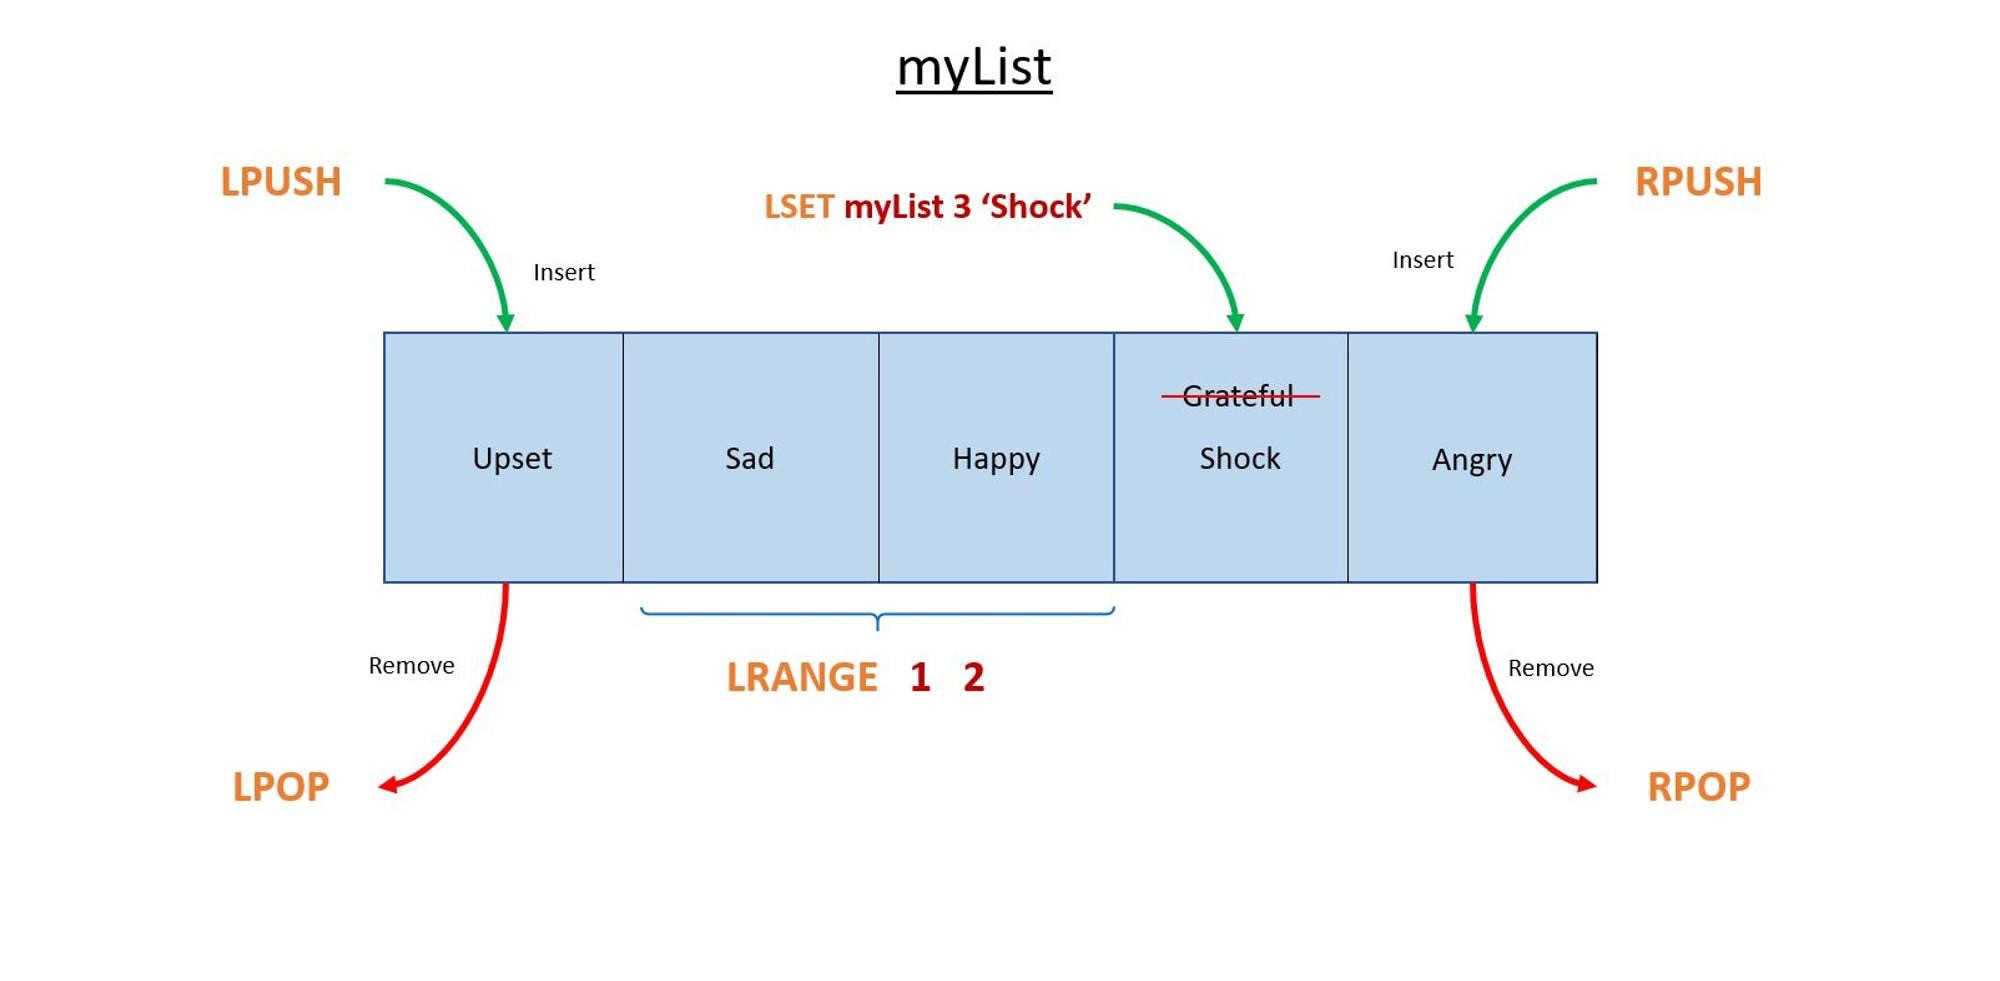 myList
LPUSH
RPUSH
LSET myList 3 ‘Shock’
Insert
Insert
Grateful
Upset
Sad
Happy
Shock
Angry
Remove
LRANGE 1 2
Remove
LPOP
RPOP